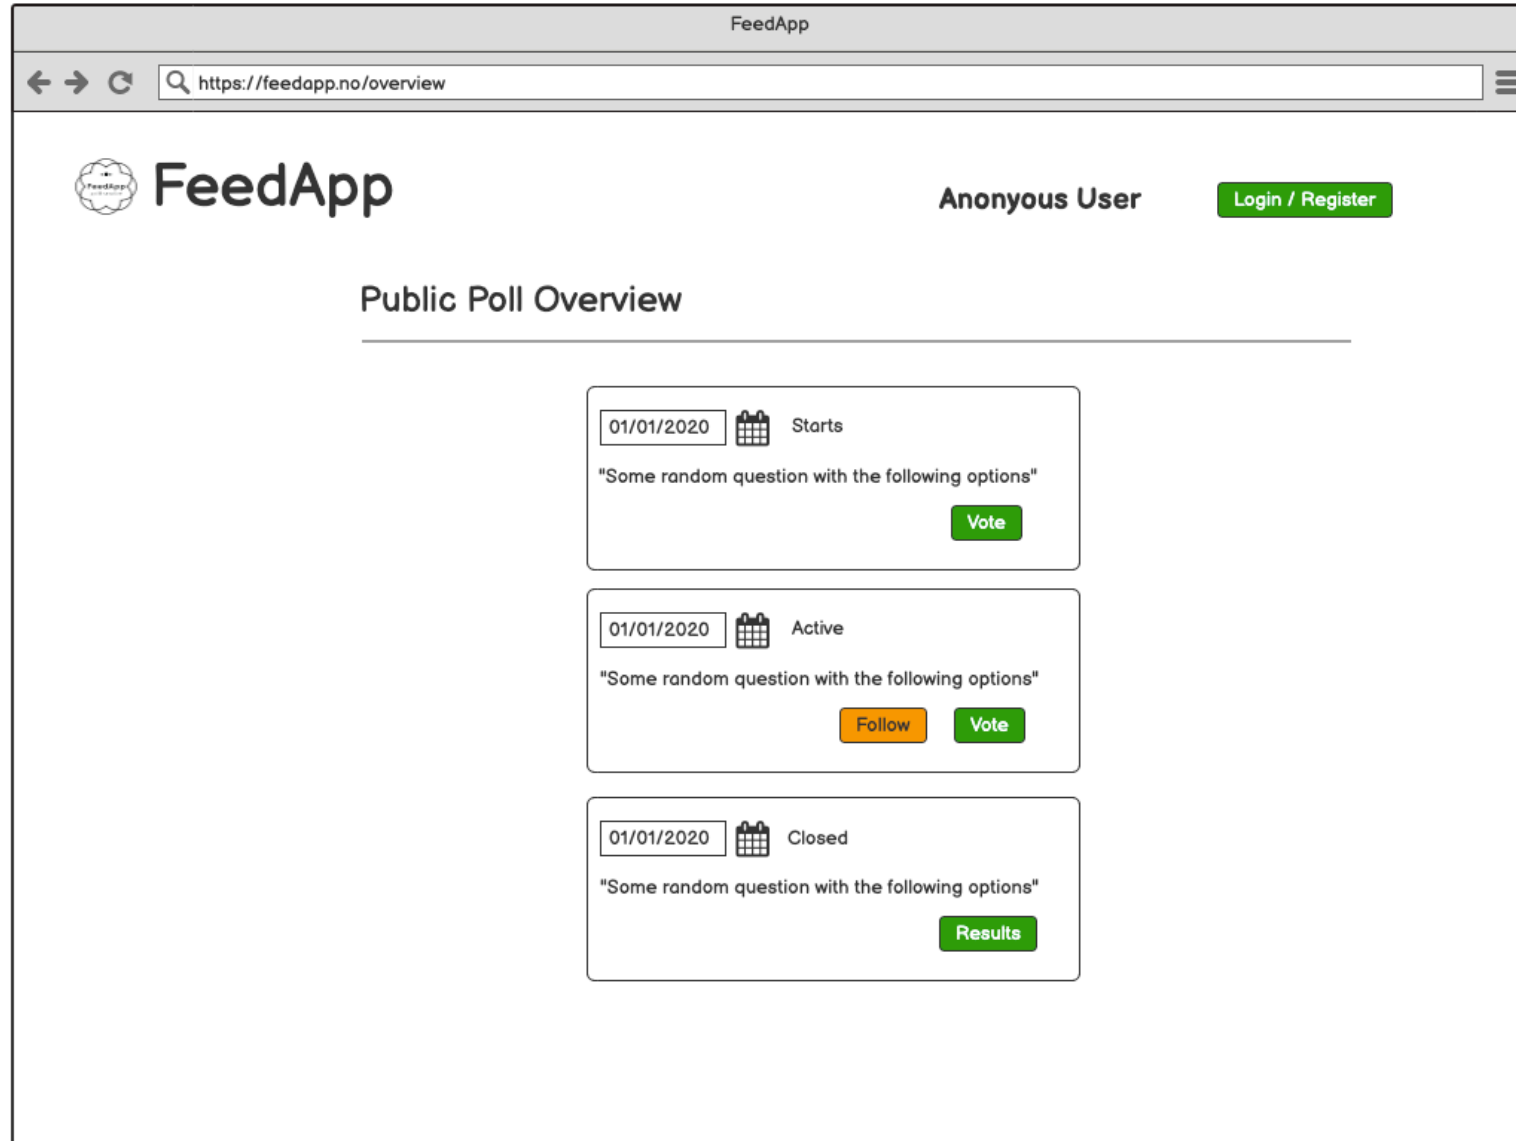 FeedApp
https://feedapp.no/overview
FeedApp
FeedApp
Anonyous User
Login / Register
Public Poll Overview
01/01/2020 Starts
"Some random question with the following options"
Vote
01/01/2020 Active
"Some random question with the following options"
Follow Vote
01/01/2020 Closed
"Some random question with the following options"
Results